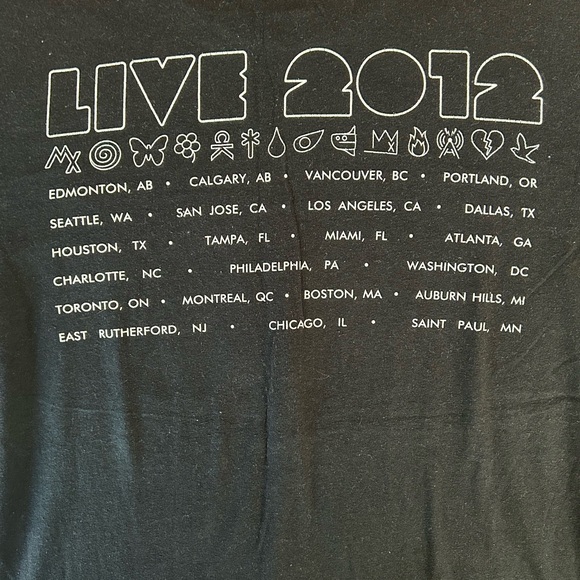 LIVE 2012
MX
EDMONTON, AB • CALGARY, AB • VANCOUVER, BC • PORTLAND, OR
SEATTLE, WA • SAN JOSE, CA • LOS ANGELES, CA • DALLAS, TX
HOUSTON, TX • TAMPA, FL • MIAMI, FL • ATLANTA, GA
CHARLOTTE, NC • PHILADELPHIA, PA • WASHINGTON, DC
TORONTO, ON • MONTREAL, QC • BOSTON, MA • AUBURN HILLS, MI
EAST RUTHERFORD, NJ • CHICAGO, IL • SAINT PAUL, MN